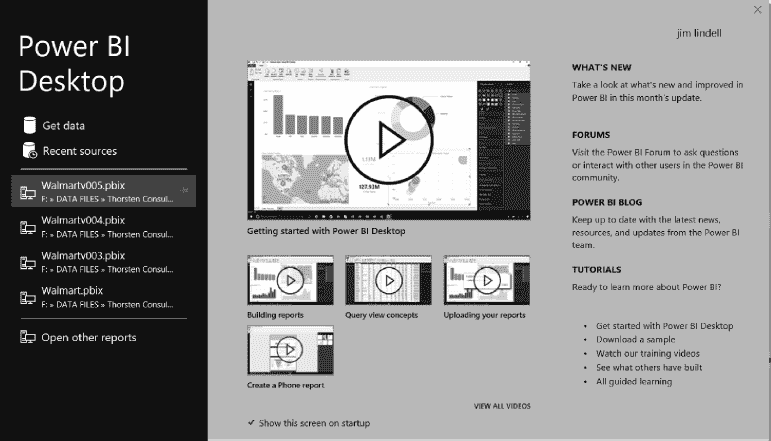 Power BI
Desktop
Get data
Recent sources
Walmartv005.pbix
F: » DATA FILES » Thorsten Consul...
Walmartv004.pbix
F: » DATA FILES » Thorsten Consul...
Walmartv003.pbix
F: » DATA FILES » Thorsten Consul...
Walmart.pbix
F: » DATA FILES » Thorsten Consul...
Open other reports
127.93M
Getting started with Power BI Desktop
Building reports
Query view concepts
Uploading your reports
Create a Phone report
VIEW ALL VIDEOS
Show this screen on startup
jim lindell
WHAT'S NEW
Take a look at what's new and improved in
Power BI in this month's update.
FORUMS
Visit the Power BI Forum to ask questions
or interact with other users in the Power BI
community.
POWER BI BLOG
Keep up to date with the latest news,
resources, and updates from the Power BI
team.
TUTORIALS
Ready to learn more about Power BI?
• Get started with Power BI Desktop
• Download a sample
• Watch our training videos
• See what others have built
• All guided learning